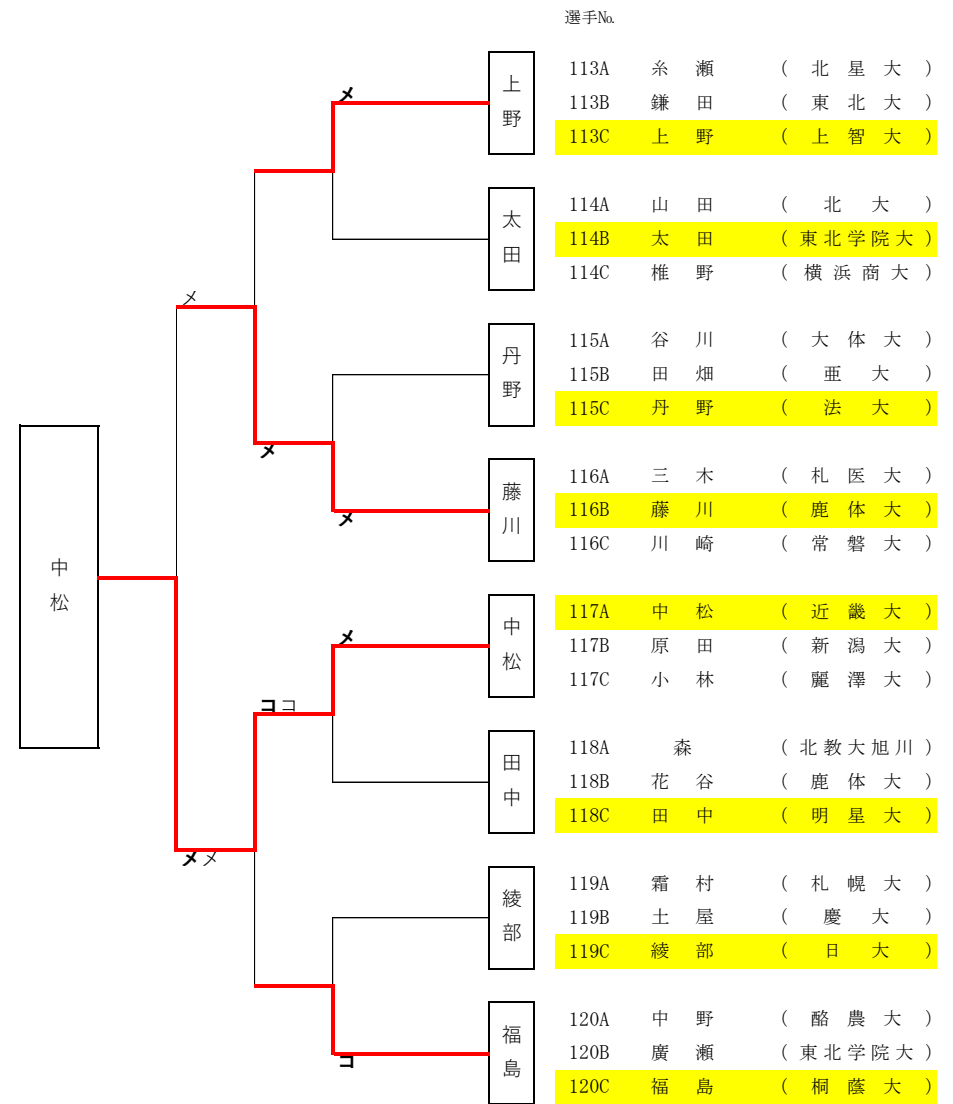 選手№
113A 糸瀬 (北星大)
113B 鎌田 (東北大)
113C 上野 (上智大)
114A 山田 (北大)
114B 太田 (東北学院大)
114C 椎野 (横浜商大)
115A 谷川 (大体大)
115B 田畑 (亜大)
115C 丹野 (法大)
116A 三木 (札医大)
116B 藤川 (鹿体大)
116C 川崎 (常磐大)
117A 中松 (近畿大)
117B 原田 (新潟大)
117C 小林 (麗澤大)
118A 森 (北教大旭川)
118B 花谷 (鹿体大)
118C 田中 (明星大)
119A 霜村 (札幌大)
119B 土屋 (慶大)
119C 綾部 (日大)
120A 中野 (酪農大)
120B 廣瀬 (東北学院大)
120C 福島 (桐蔭大)
上野
太田
丹野
藤川
中松
田中
綾部
福島
メ
メ
メ
メ
メ
ココ
メメ
コ
中松